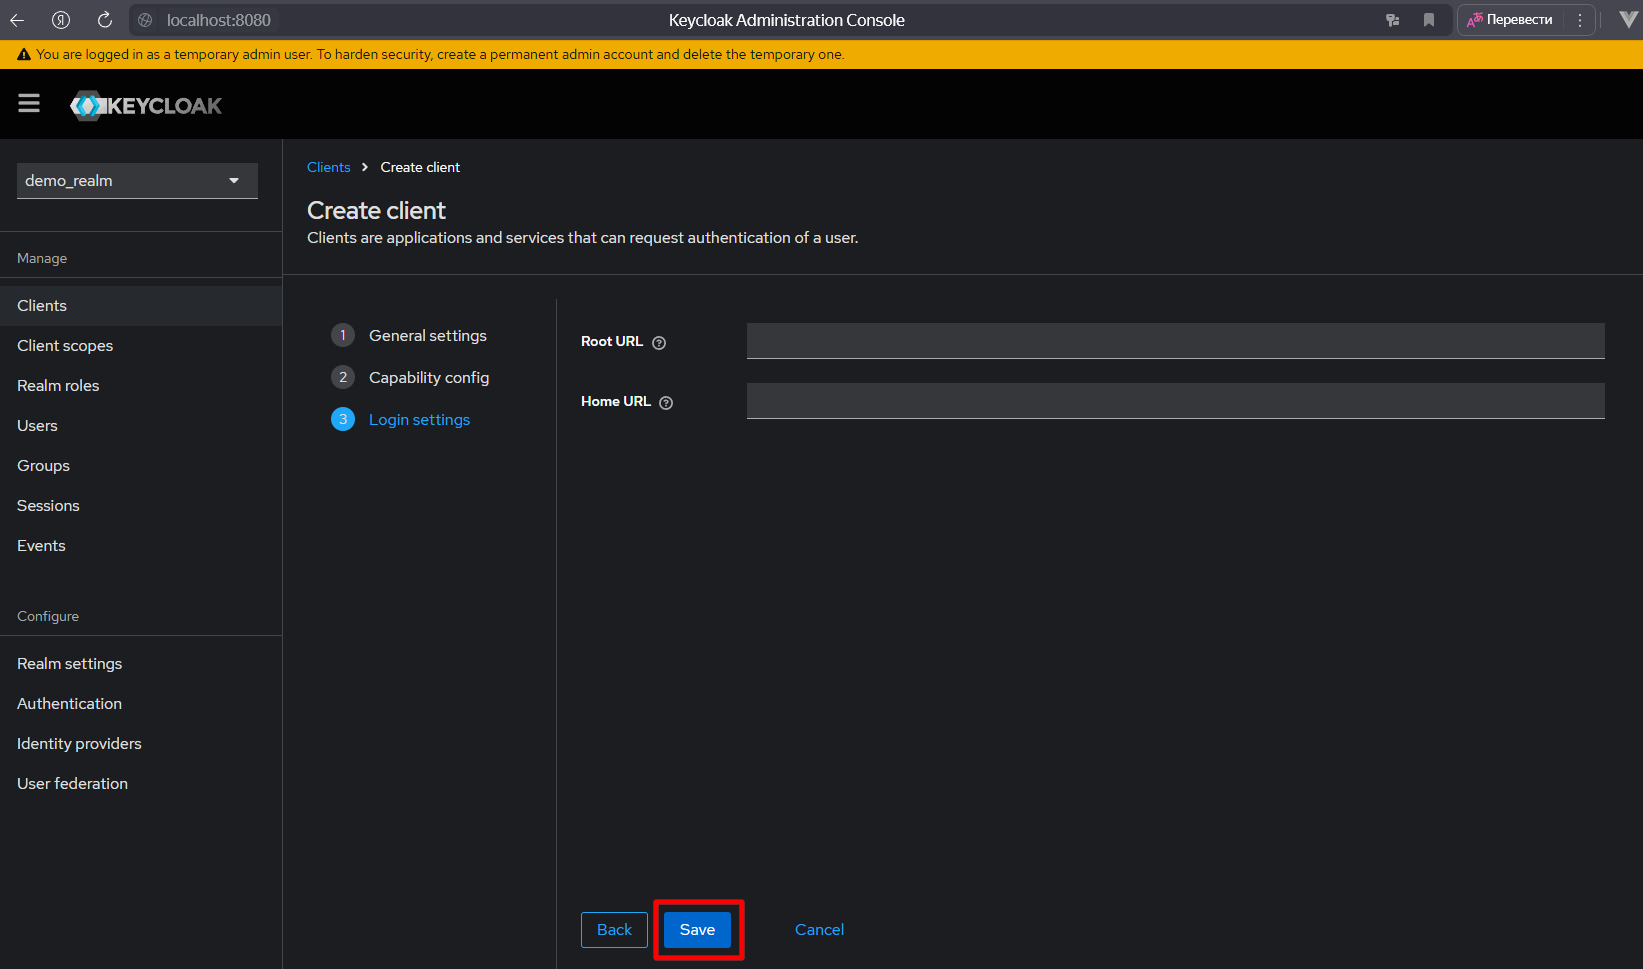 localhost:8080
Keycloak Administration Console
Перевести
You are logged in as a temporary admin user. To harden security, create a permanent admin account and delete the temporary one.
KEYCLOAK
demo_realm
Manage
Clients
Client scopes
Realm roles
Users
Groups
Sessions
Events
Configure
Realm settings
Authentication
Identity providers
User federation
Clients > Create client
Create client
Clients are applications and services that can request authentication of a user.
1 General settings
2 Capability config
3 Login settings
Root URL
Home URL
Back
Save
Cancel